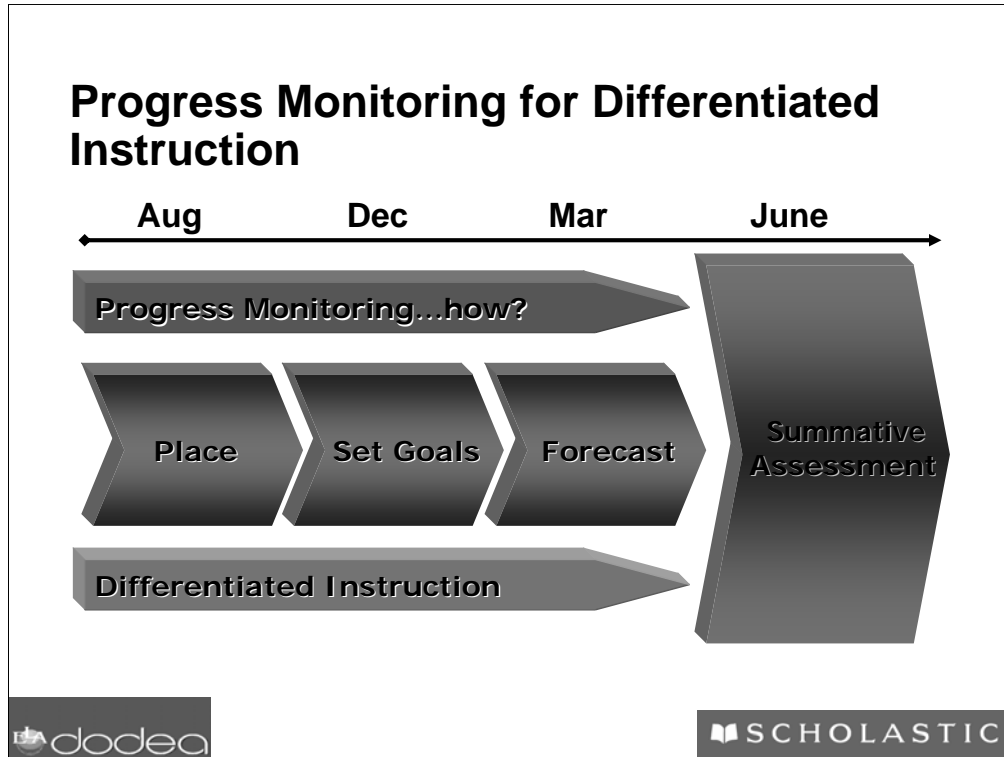 Progress Monitoring for Differentiated
Instruction
Aug Dec Mar June
Progress Monitoring...how?
Place Set Goals Forecast
Summative
Assessment
Differentiated Instruction
ELA dodea
SCHOLASTIC